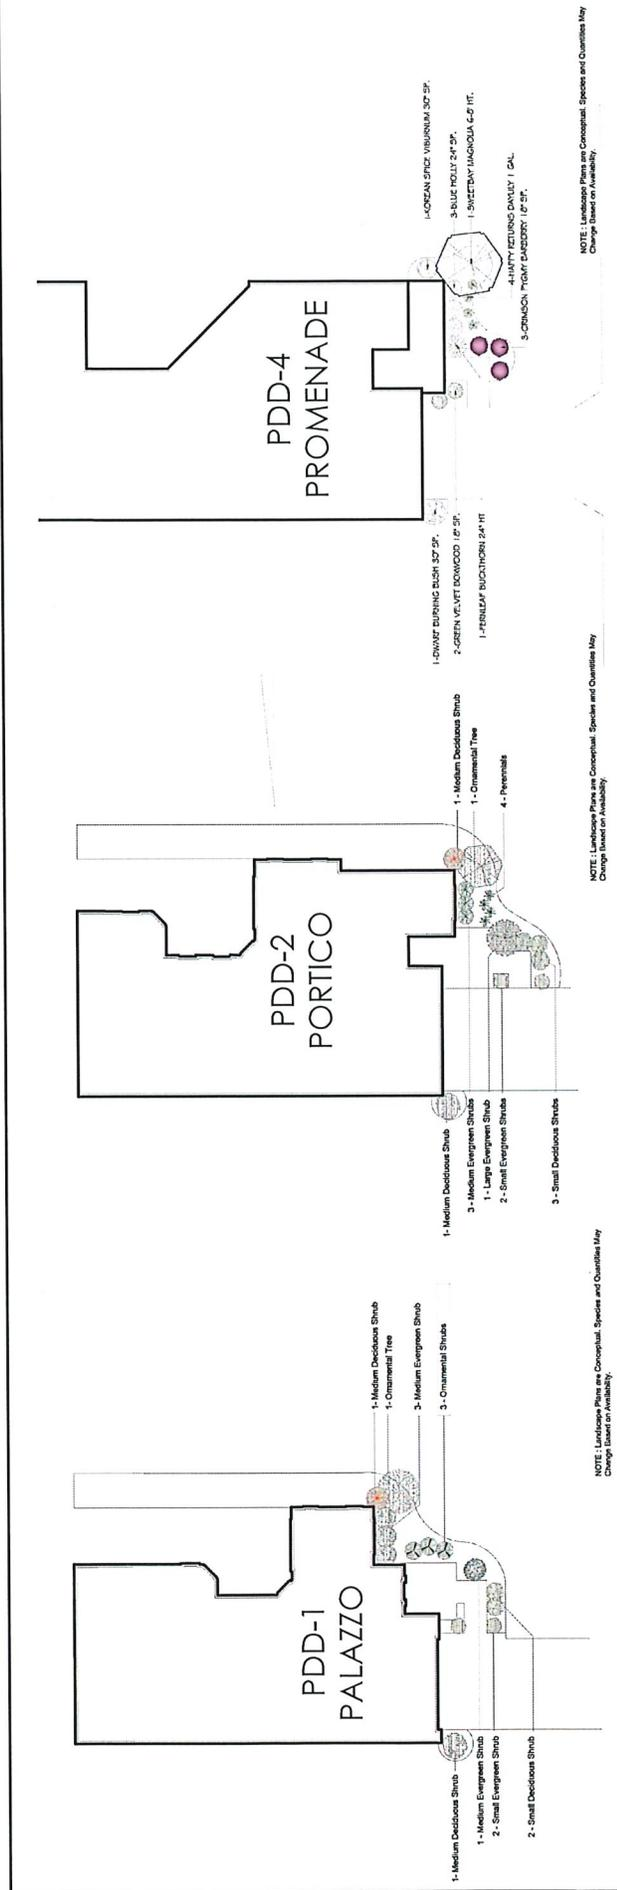 PDD-1
PALAZZO
1- Medium Deciduous Shrub
1- Ornamental Tree
3- Medium Evergreen Shrub
3 - Ornamental Shrubs
1- Medium Deciduous Shrub
1 - Medium Evergreen Shrub
2 - Small Evergreen Shrub
2 - Small Deciduous Shrub
NOTE : Landscape Plans are Conceptual. Species and Quantities May
Change Based on Availability.
PDD-2
PORTICO
1 - Medium Deciduous Shrub
1 - Ornamental Tree
4 - Perennials
1- Medium Deciduous Shrub
3 - Medium Evergreen Shrubs
1 - Large Evergreen Shrub
2 - Small Evergreen Shrubs
3 - Small Deciduous Shrubs
NOTE : Landscape Plans are Conceptual. Species and Quantities May
Change Based on Availability.
PDD-4
PROMENADE
1-KOREAN SPICE VIBURNUM 30" SP.
3-BLUE HOLLY 24" SP.
1-SWEETBAY MAGNOLIA 6-8' HT.
4-HAPPY RETURNS DAYLILY 1 GAL.
3-CRIMSON PYGMY BARBERRY 18" SP.
1-DWARF BURNING BUSH 30" SP.
2-GREEN VELVET BOXWOOD 18" SP.
1-FERNLEAF BUCKTHORN 24" HT
NOTE : Landscape Plans are Conceptual. Species and Quantities May
Change Based on Availability.